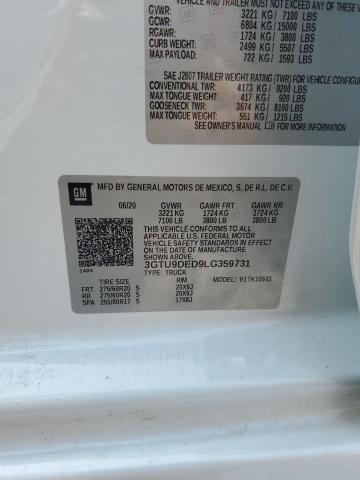 VEHICLE AND TRAILER MUST NOT EXCEED ANY OF THESE
GVWR: 3221 KG / 7100 LBS
GCWR: 6804 KG / 15000 LBS
RGAWR: 1724 KG / 3800 LBS
CURB WEIGHT: 2499 KG / 5507 LBS
MAX PAYLOAD: 722 KG / 1593 LBS
SAE J2807 TRAILER WEIGHT RATING (TWR) FOR VEHICLE
CONVENTIONAL TWR: 4173 KG / 9200 LBS
MAX TONGUE WEIGHT: 417 KG / 920 LBS
GOOSENECK TWR: 3674 KG / 8100 LBS
MAX TONGUE WEIGHT: 551 KG / 1215 LBS
SEE OWNER'S MANUAL FOR MORE INFORMATION
GM MFD BY GENERAL MOTORS DE MEXICO, S. DE R.L. DE C.V.
06/20 GVWR GAWR FRT GAWR RR
3221 KG 1724 KG 1724 KG
7100 LB 3800 LB 3800 LB
THIS VEHICLE CONFORMS TO ALL APPLICABLE
U.S. FEDERAL MOTOR VEHICLE SAFETY
STANDARDS IN EFFECT ON THE DATE OF MANUFACTURE
SHOWN ABOVE.
3GTU9DED9LG359731
TYPE: TRUCK
TIRE SIZE RIM
FRT 275/60R20 S 20X9J
RR 275/60R20 S 20X9J
SPA 255/80R17 S 17X8J